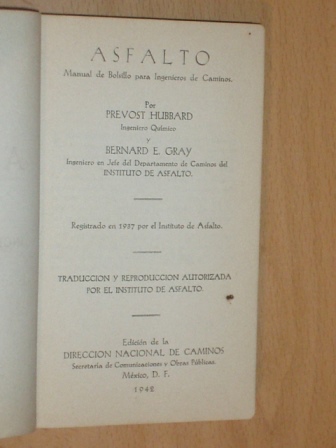 ASFALTO
Manual de Bolsillo para Ingenieros de Caminos.
Por
PREVOST HUBBARD
Ingeniero Químico
y
BERNARD E. GRAY
Ingeniero en Jefe del Departamento de Caminos del
INSTITUTO DE ASFALTO.
Registrado en 1937 por el Instituto de Asfalto.
TRADUCCION Y REPRODUCCION AUTORIZADA
POR EL INSTITUTO DE ASFALTO.
Edición de la
DIRECCION NACIONAL DE CAMINOS
Secretaría de Comunicaciones y Obras Públicas.
México, D. F.
1942